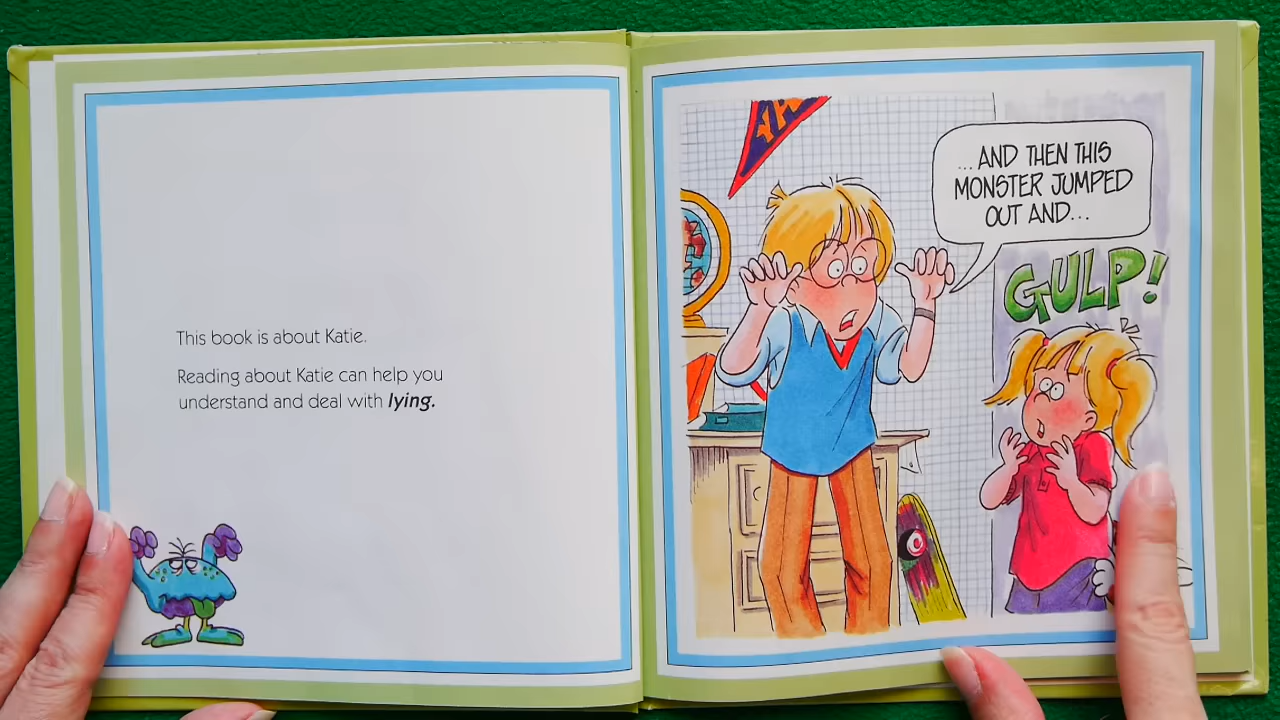 This book is about Katie.
Reading about Katie can help you
understand and deal with lying.
...AND THEN THIS
MONSTER JUMPED
OUT AND...
GULP!